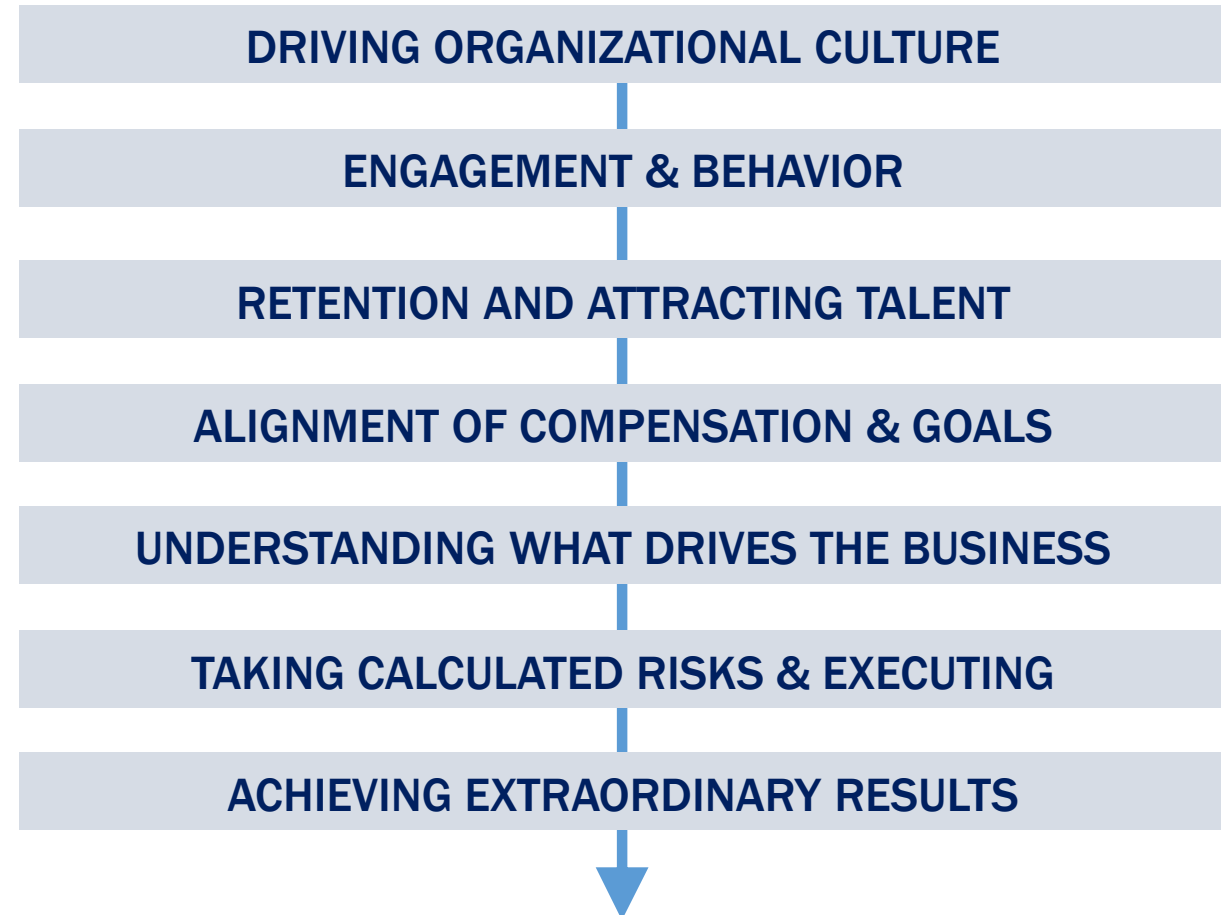 DRIVING ORGANIZATIONAL CULTURE
ENGAGEMENT & BEHAVIOR
RETENTION AND ATTRACTING TALENT
ALIGNMENT OF COMPENSATION & GOALS
UNDERSTANDING WHAT DRIVES THE BUSINESS
TAKING CALCULATED RISKS & EXECUTING
ACHIEVING EXTRAORDINARY RESULTS